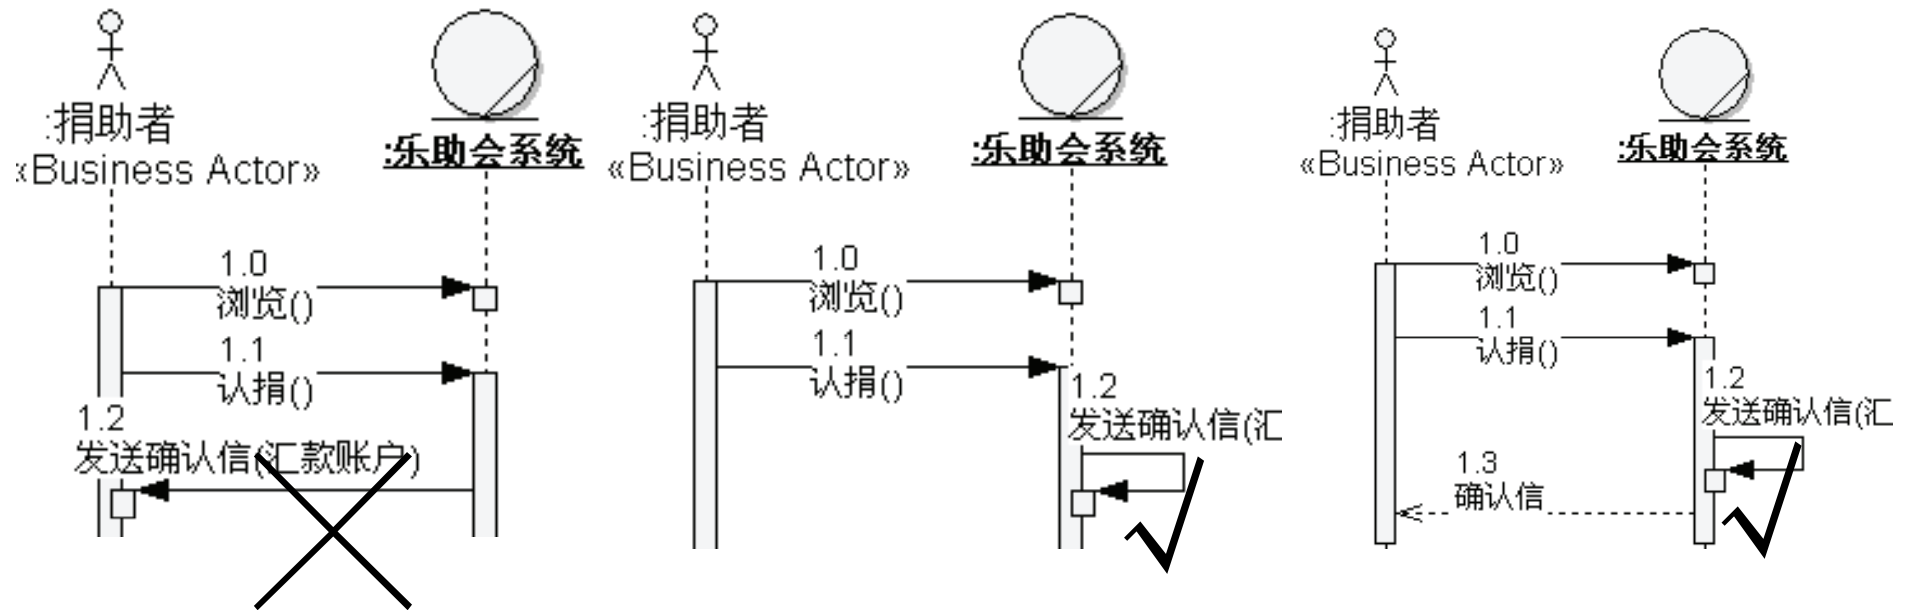 :捐助者
«Business Actor»
:乐助会系统
1.0
浏览()
1.1
认捐()
1.2
发送确认信(汇款账户)
:捐助者
«Business Actor»
:乐助会系统
1.0
浏览()
1.1
认捐()
1.2
发送确认信(汇
:捐助者
«Business Actor»
:乐助会系统
1.0
浏览()
1.1
认捐()
1.2
发送确认信(汇
1.3
确认信